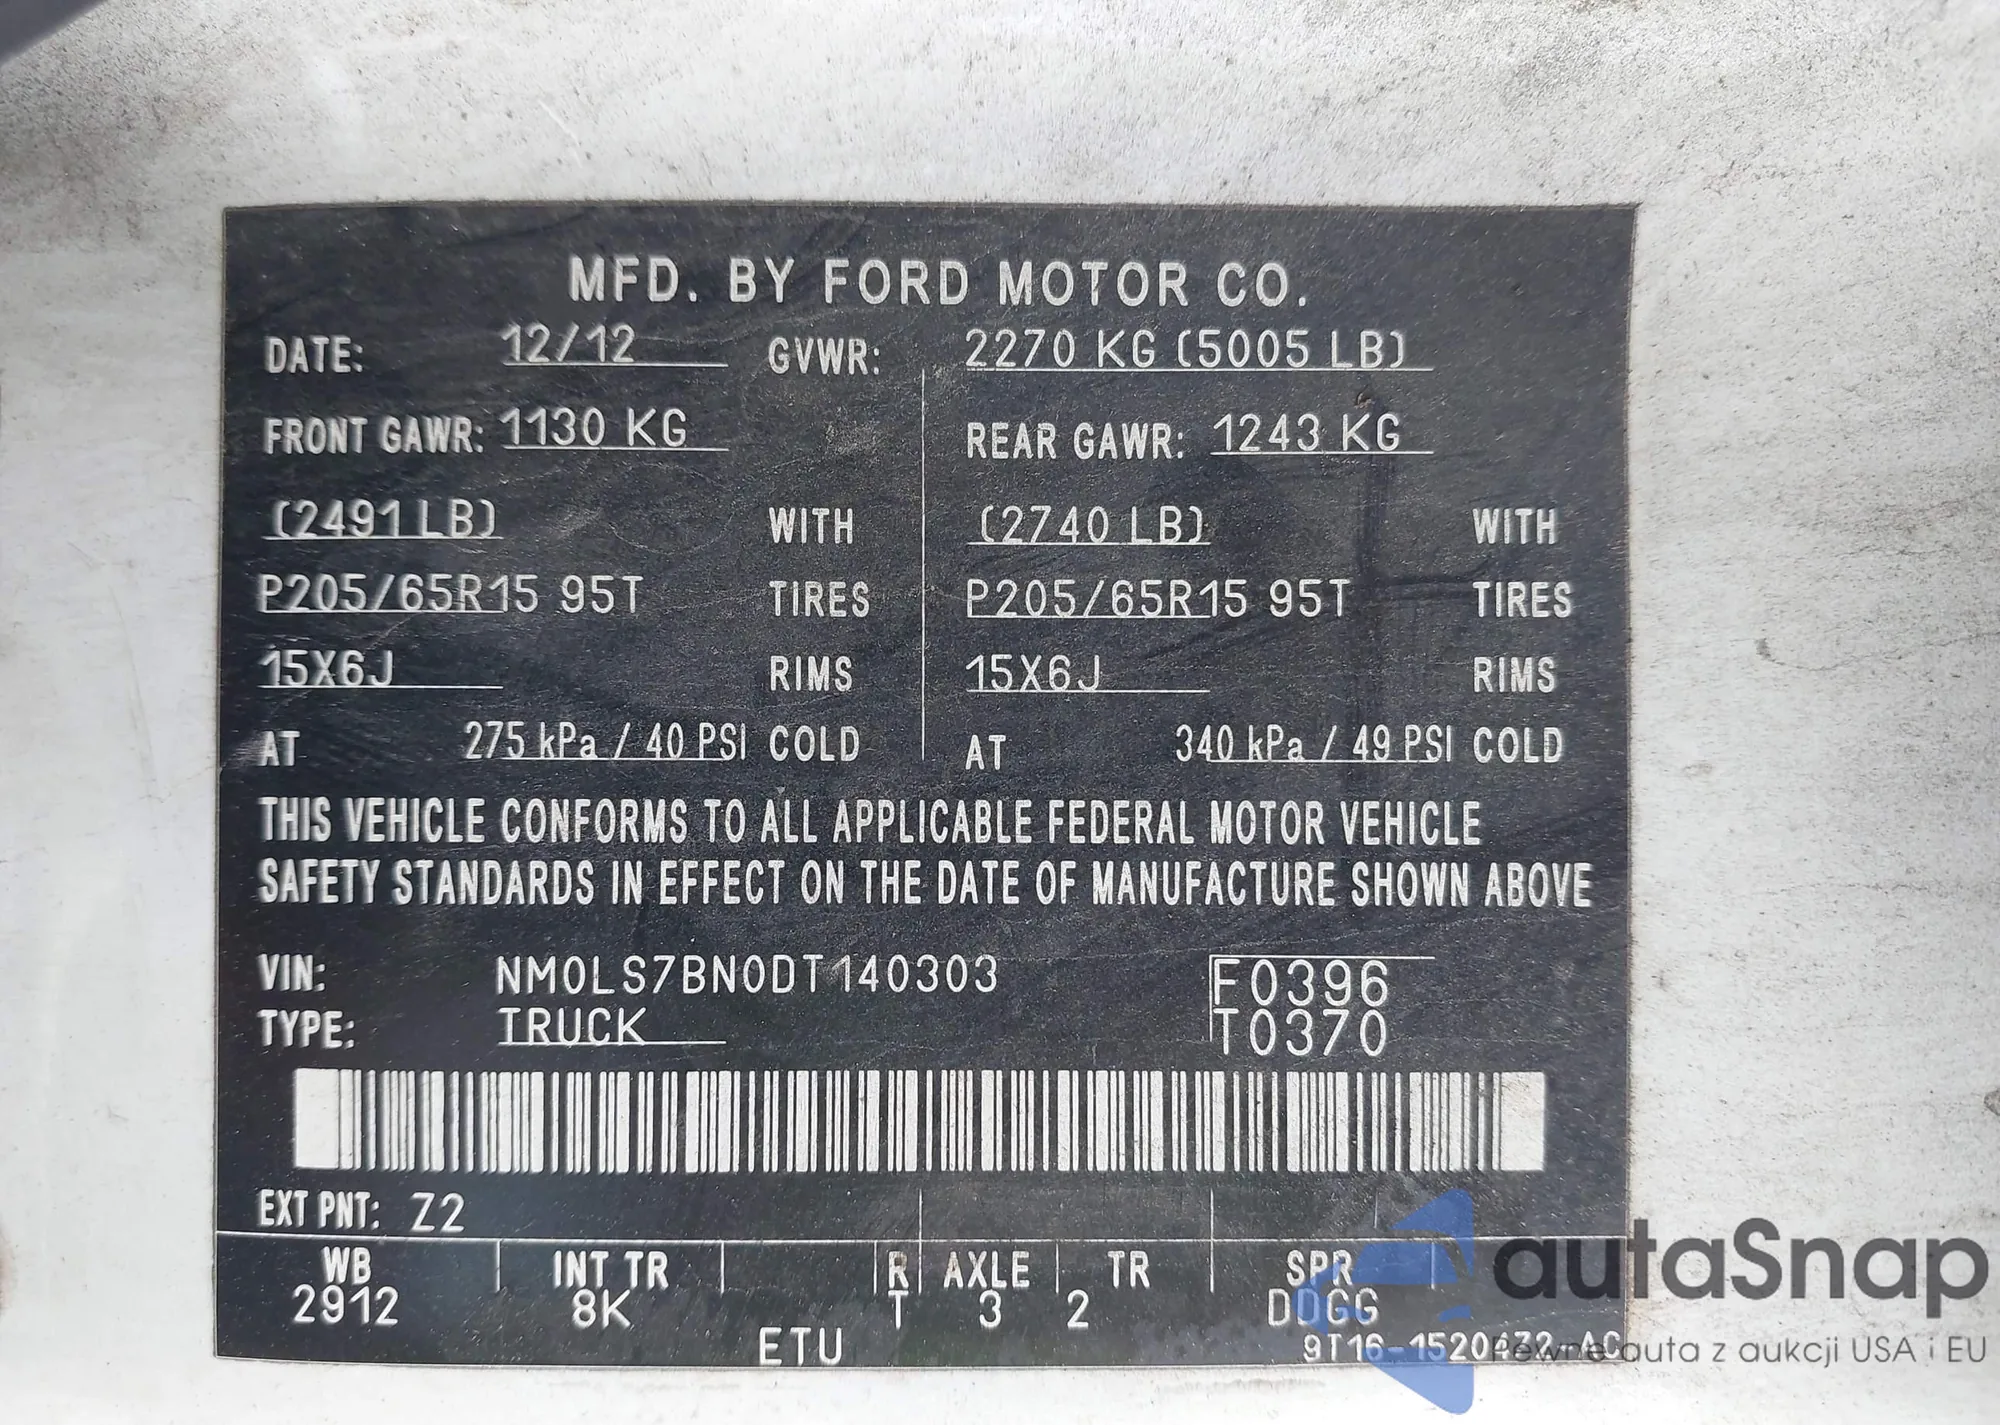 MFD. BY FORD MOTOR CO.
DATE: 12/12 GVWR: 2270 KG (5005 LB)
FRONT GAWR: 1130 KG REAR GAWR: 1243 KG
(2491 LB) WITH (2740 LB) WITH
P205/65R15 95T TIRES P205/65R15 95T TIRES
15X6J RIMS 15X6J RIMS
AT 275 kPa / 40 PSI COLD AT 340 kPa / 49 PSI COLD
THIS VEHICLE CONFORMS TO ALL APPLICABLE FEDERAL MOTOR VEHICLE
SAFETY STANDARDS IN EFFECT ON THE DATE OF MANUFACTURE SHOWN ABOVE
VIN: NM0LS7BN0DT140303 F0396
TYPE: TRUCK T0370
EXT PNT: Z2
WB INT TR R AXLE TR SPR
2912 8K T 3 2 DDGG
ETU
autaSnap
Pewne auta z aukcji USA i EU